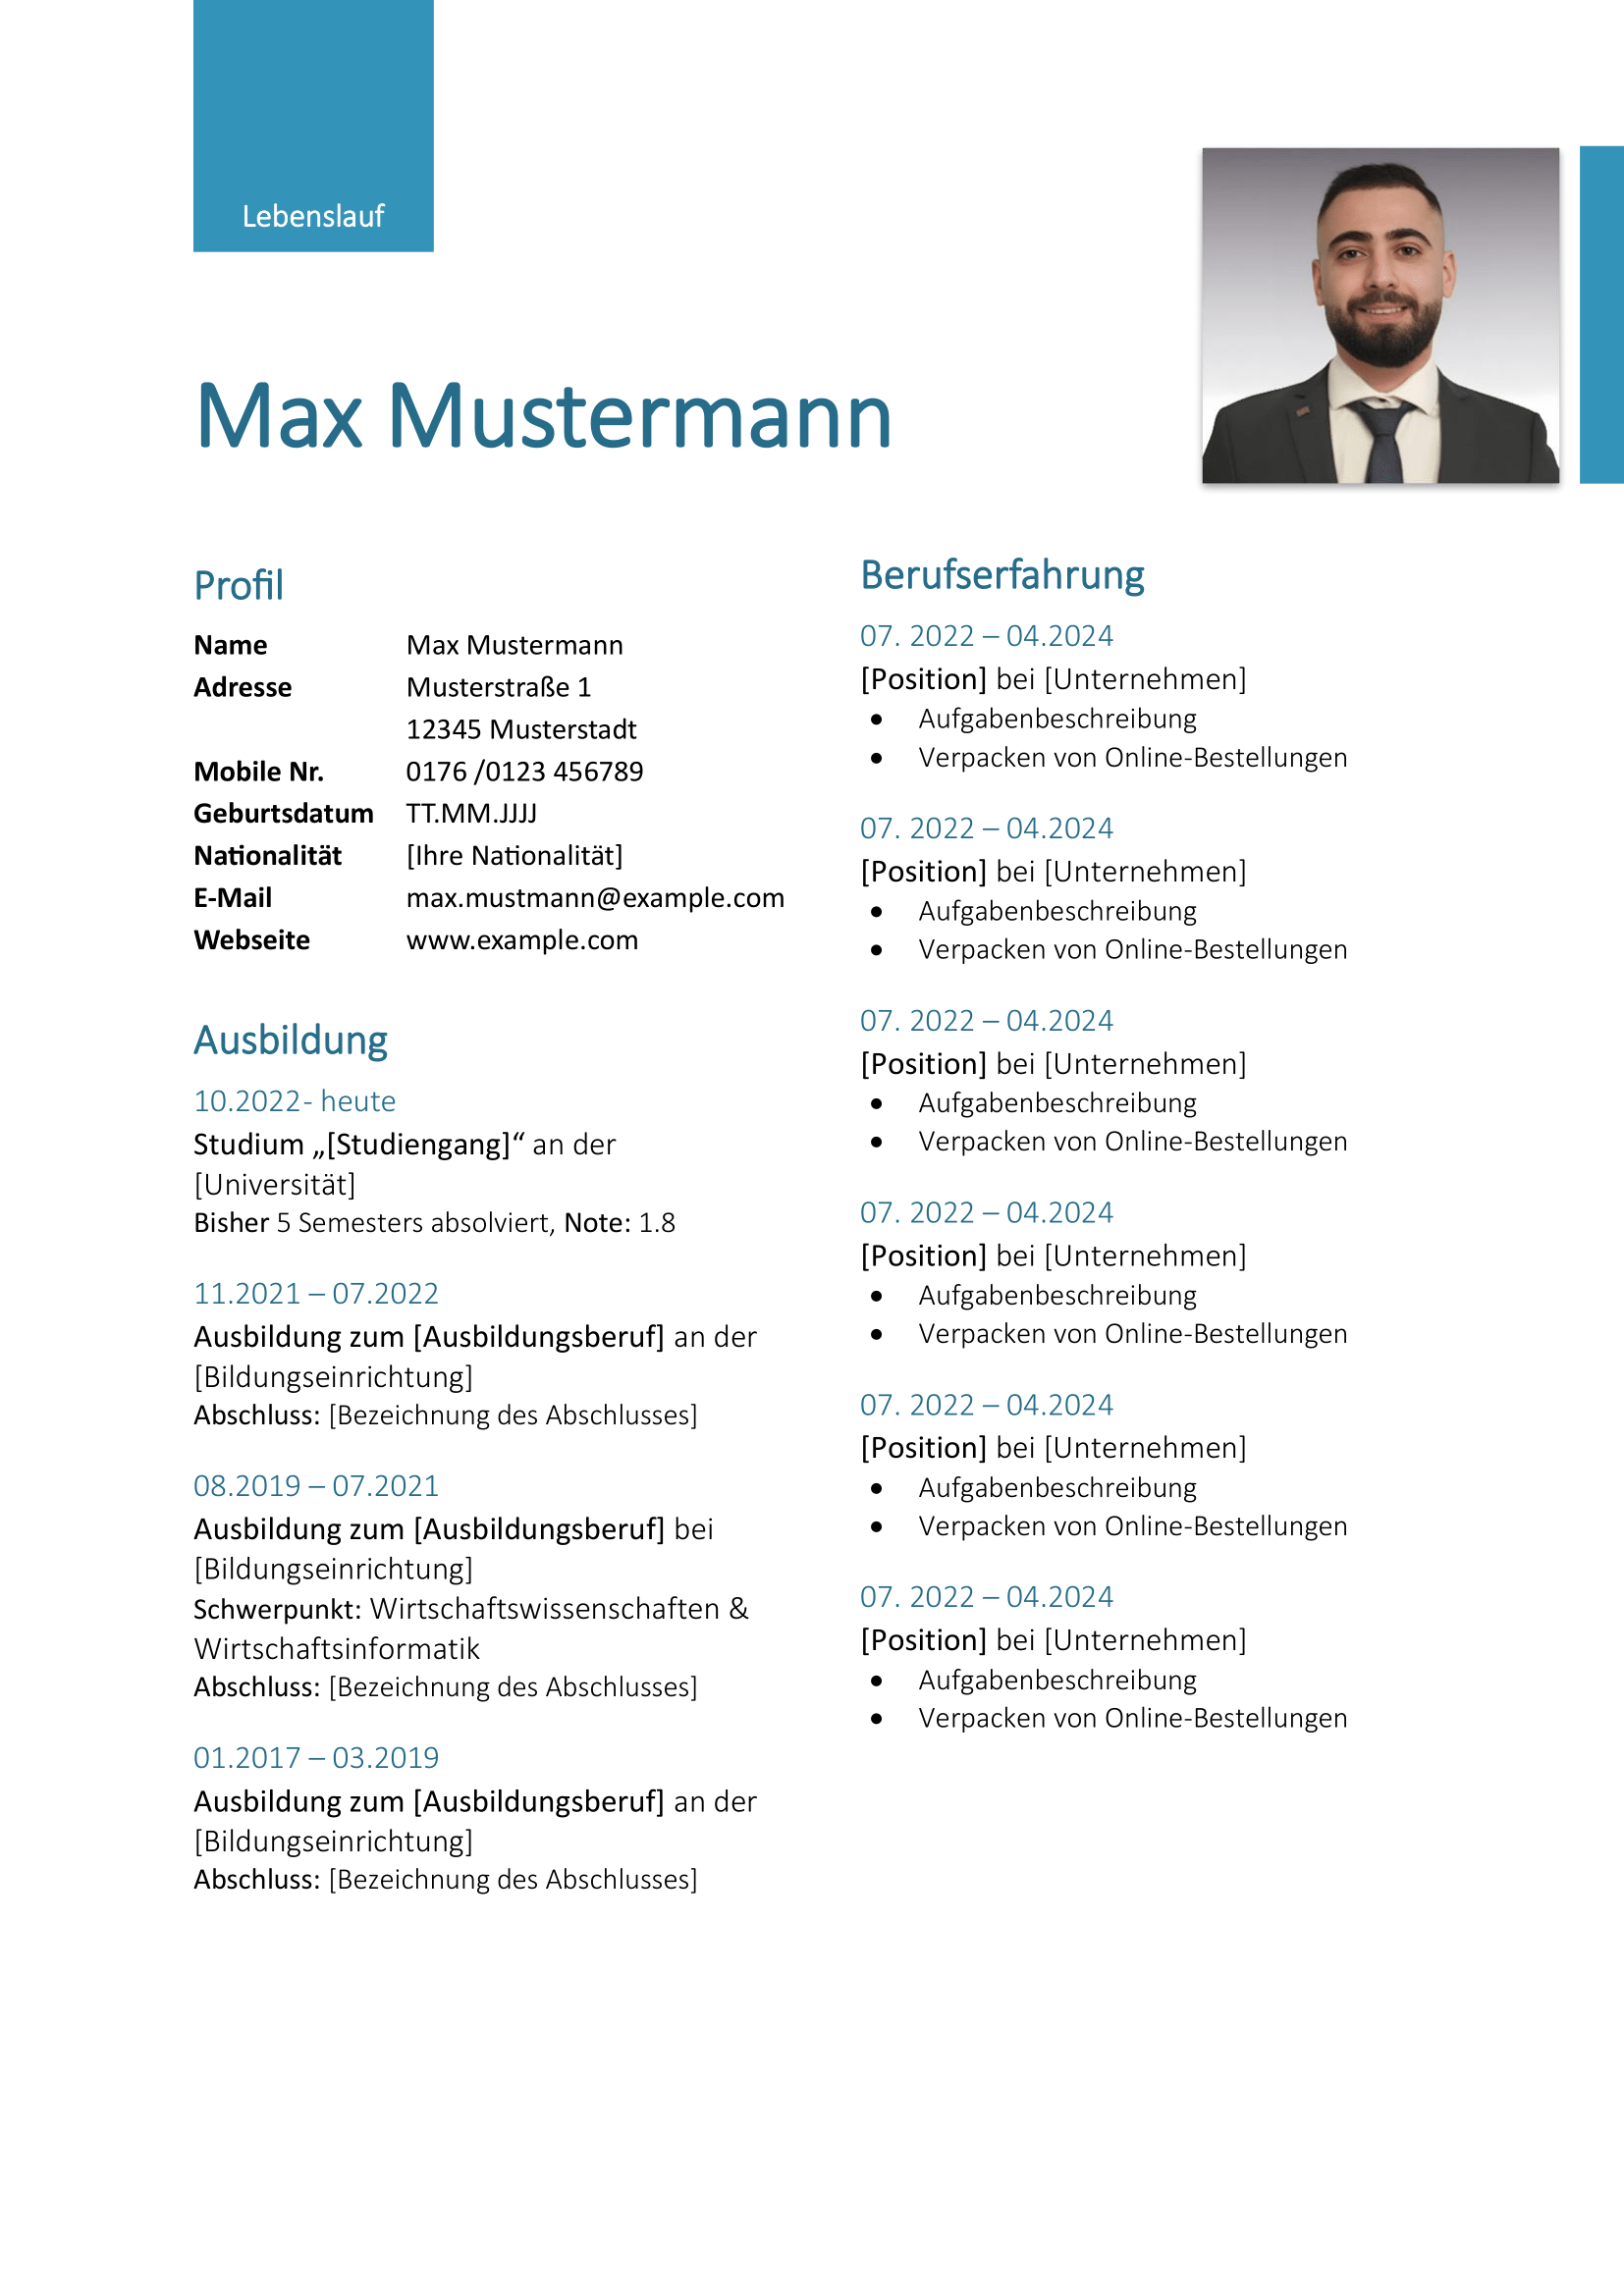 Lebenslauf
Max Mustermann
Profil
Name Max Mustermann
Adresse Musterstraße 1
12345 Musterstadt
Mobile Nr. 0176 /0123 456789
Geburtsdatum TT.MM.JJJJ
Nationalität [Ihre Nationalität]
E-Mail max.mustmann@example.com
Webseite www.example.com
Ausbildung
10.2022- heute
Studium „[Studiengang]“ an der
[Universität]
Bisher 5 Semesters absolviert, Note: 1.8
11.2021 – 07.2022
Ausbildung zum [Ausbildungsberuf] an der
[Bildungseinrichtung]
Abschluss: [Bezeichnung des Abschlusses]
08.2019 – 07.2021
Ausbildung zum [Ausbildungsberuf] bei
[Bildungseinrichtung]
Schwerpunkt: Wirtschaftswissenschaften &
Wirtschaftsinformatik
Abschluss: [Bezeichnung des Abschlusses]
01.2017 – 03.2019
Ausbildung zum [Ausbildungsberuf] an der
[Bildungseinrichtung]
Abschluss: [Bezeichnung des Abschlusses]
Berufserfahrung
07. 2022 – 04.2024
[Position] bei [Unternehmen]
• Aufgabenbeschreibung
• Verpacken von Online-Bestellungen
07. 2022 – 04.2024
[Position] bei [Unternehmen]
• Aufgabenbeschreibung
• Verpacken von Online-Bestellungen
07. 2022 – 04.2024
[Position] bei [Unternehmen]
• Aufgabenbeschreibung
• Verpacken von Online-Bestellungen
07. 2022 – 04.2024
[Position] bei [Unternehmen]
• Aufgabenbeschreibung
• Verpacken von Online-Bestellungen
07. 2022 – 04.2024
[Position] bei [Unternehmen]
• Aufgabenbeschreibung
• Verpacken von Online-Bestellungen
07. 2022 – 04.2024
[Position] bei [Unternehmen]
• Aufgabenbeschreibung
• Verpacken von Online-Bestellungen